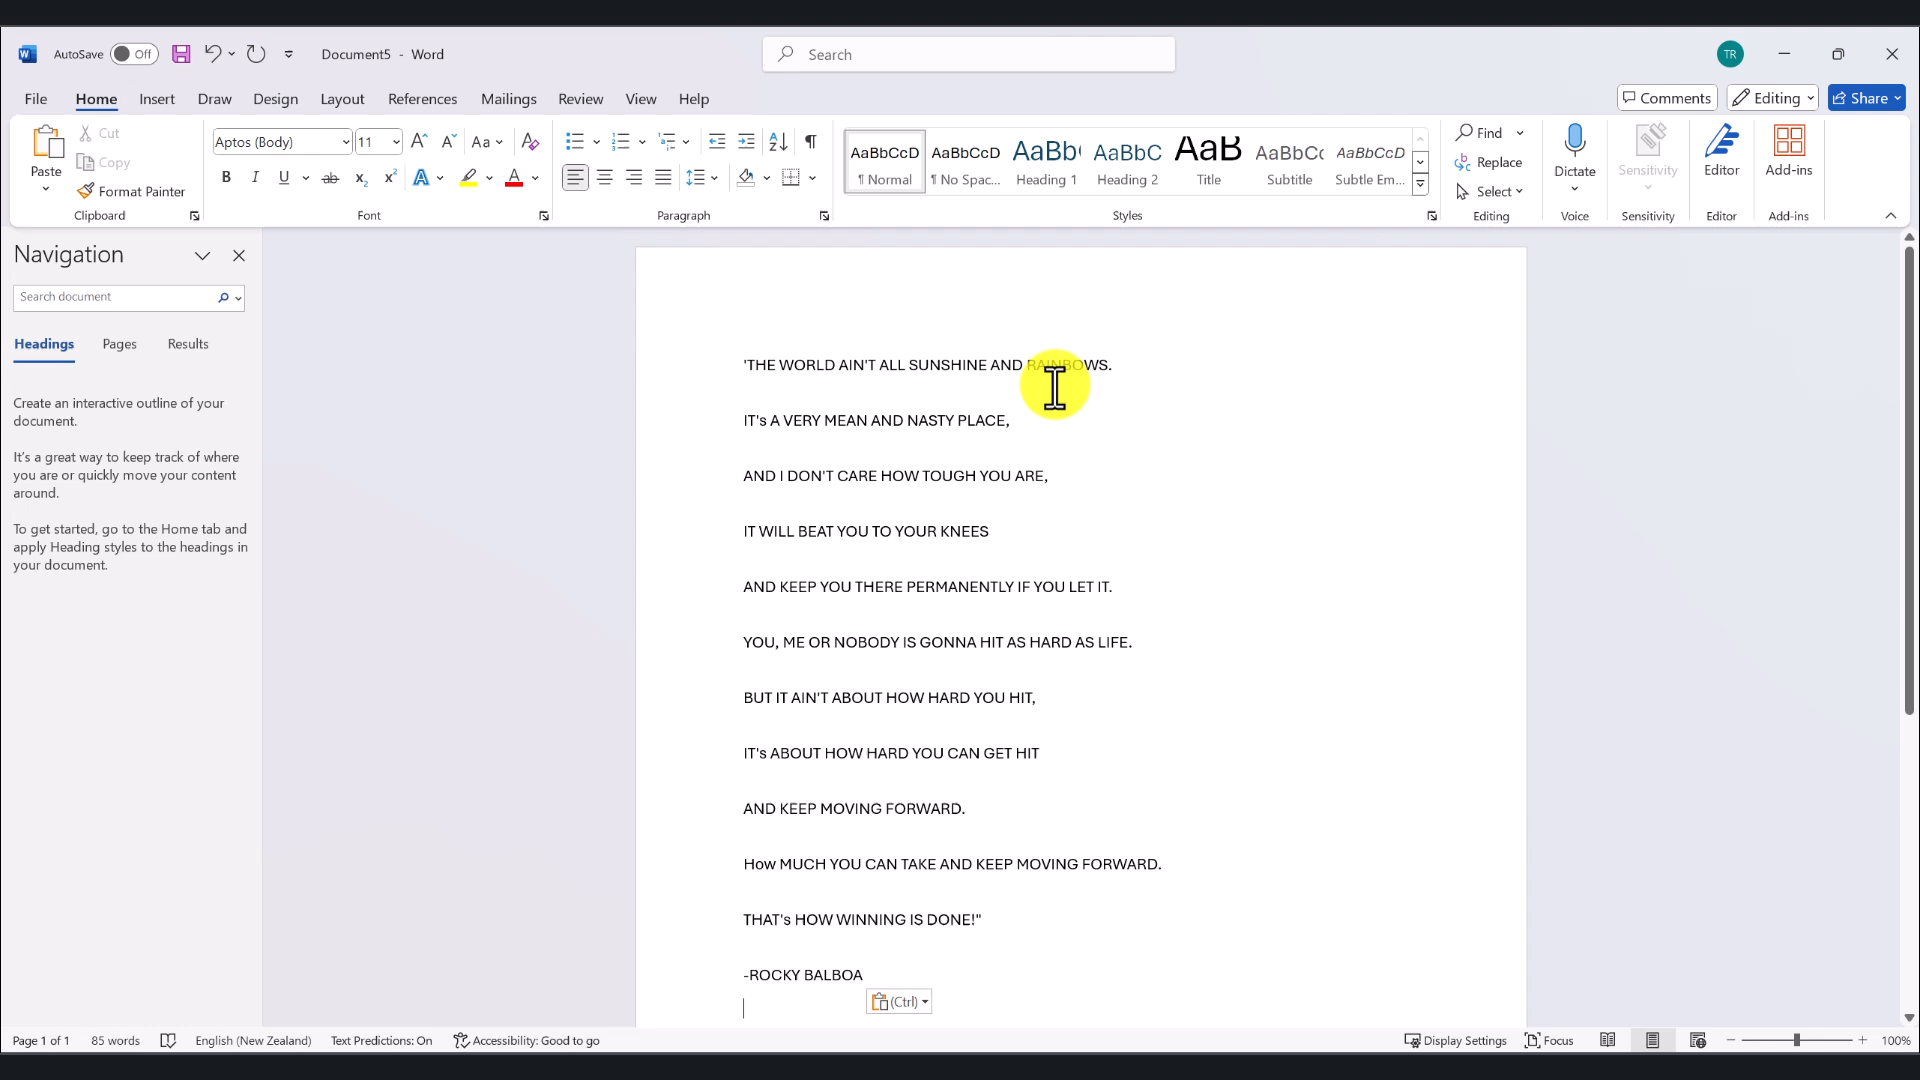 AutoSave Off Document5 - Word Search TR
File Home Insert Draw Design Layout References Mailings Review View Help Comments Editing Share
Paste Cut Copy Format Painter Clipboard
Aptos (Body) 11 Aa Font
Paragraph
AaBbCcD ¶ Normal AaBbCcD ¶ No Spac... AaBb( Heading 1 AaBbC Heading 2 AaB Title AaBbCc Subtitle AaBbCcD Subtle Em... Styles
Find Replace Select Editing
Dictate Voice
Sensitivity Sensitivity
Editor Editor
Add-ins Add-ins
Navigation
Search document
Headings Pages Results
Create an interactive outline of your
document.
It's a great way to keep track of where
you are or quickly move your content
around.
To get started, go to the Home tab and
apply Heading styles to the headings in
your document.
'THE WORLD AIN'T ALL SUNSHINE AND RAINBOWS.
IT's A VERY MEAN AND NASTY PLACE,
AND I DON'T CARE HOW TOUGH YOU ARE,
IT WILL BEAT YOU TO YOUR KNEES
AND KEEP YOU THERE PERMANENTLY IF YOU LET IT.
YOU, ME OR NOBODY IS GONNA HIT AS HARD AS LIFE.
BUT IT AIN'T ABOUT HOW HARD YOU HIT,
IT's ABOUT HOW HARD YOU CAN GET HIT
AND KEEP MOVING FORWARD.
How MUCH YOU CAN TAKE AND KEEP MOVING FORWARD.
THAT's HOW WINNING IS DONE!"
-ROCKY BALBOA
(Ctrl)
Page 1 of 1 85 words English (New Zealand) Text Predictions: On Accessibility: Good to go Display Settings Focus 100%